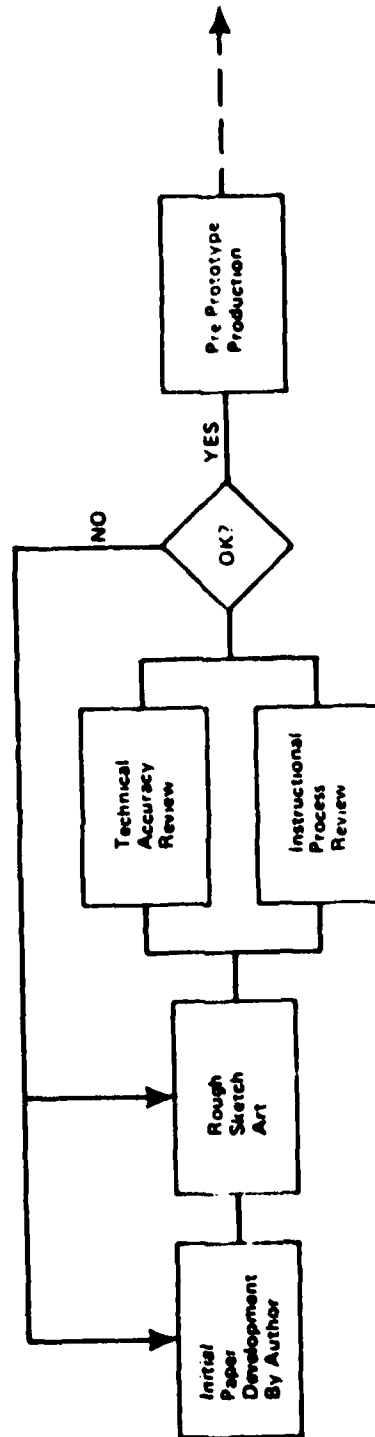 Initial
Paper
Development
By Author
Rough
Sketch
Art
Technical
Accuracy
Review
Instructional
Process
Review
OK?
NO
YES
Pre Prototype
Production